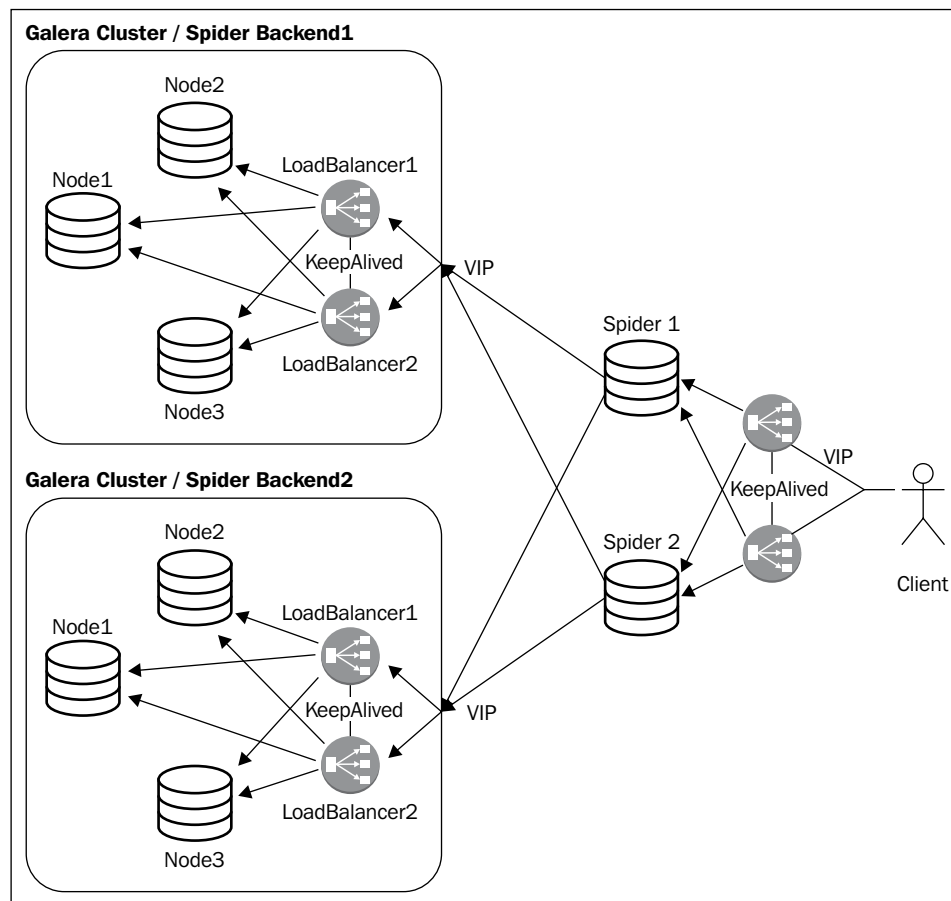 Galera Cluster / Spider Backend1
Node2
LoadBalancer1
Node1
KeepAlived
VIP
LoadBalancer2
Node3
Spider 1
VIP
KeepAlived
Spider 2
Client
Galera Cluster / Spider Backend2
Node2
LoadBalancer1
Node1
KeepAlived
VIP
LoadBalancer2
Node3